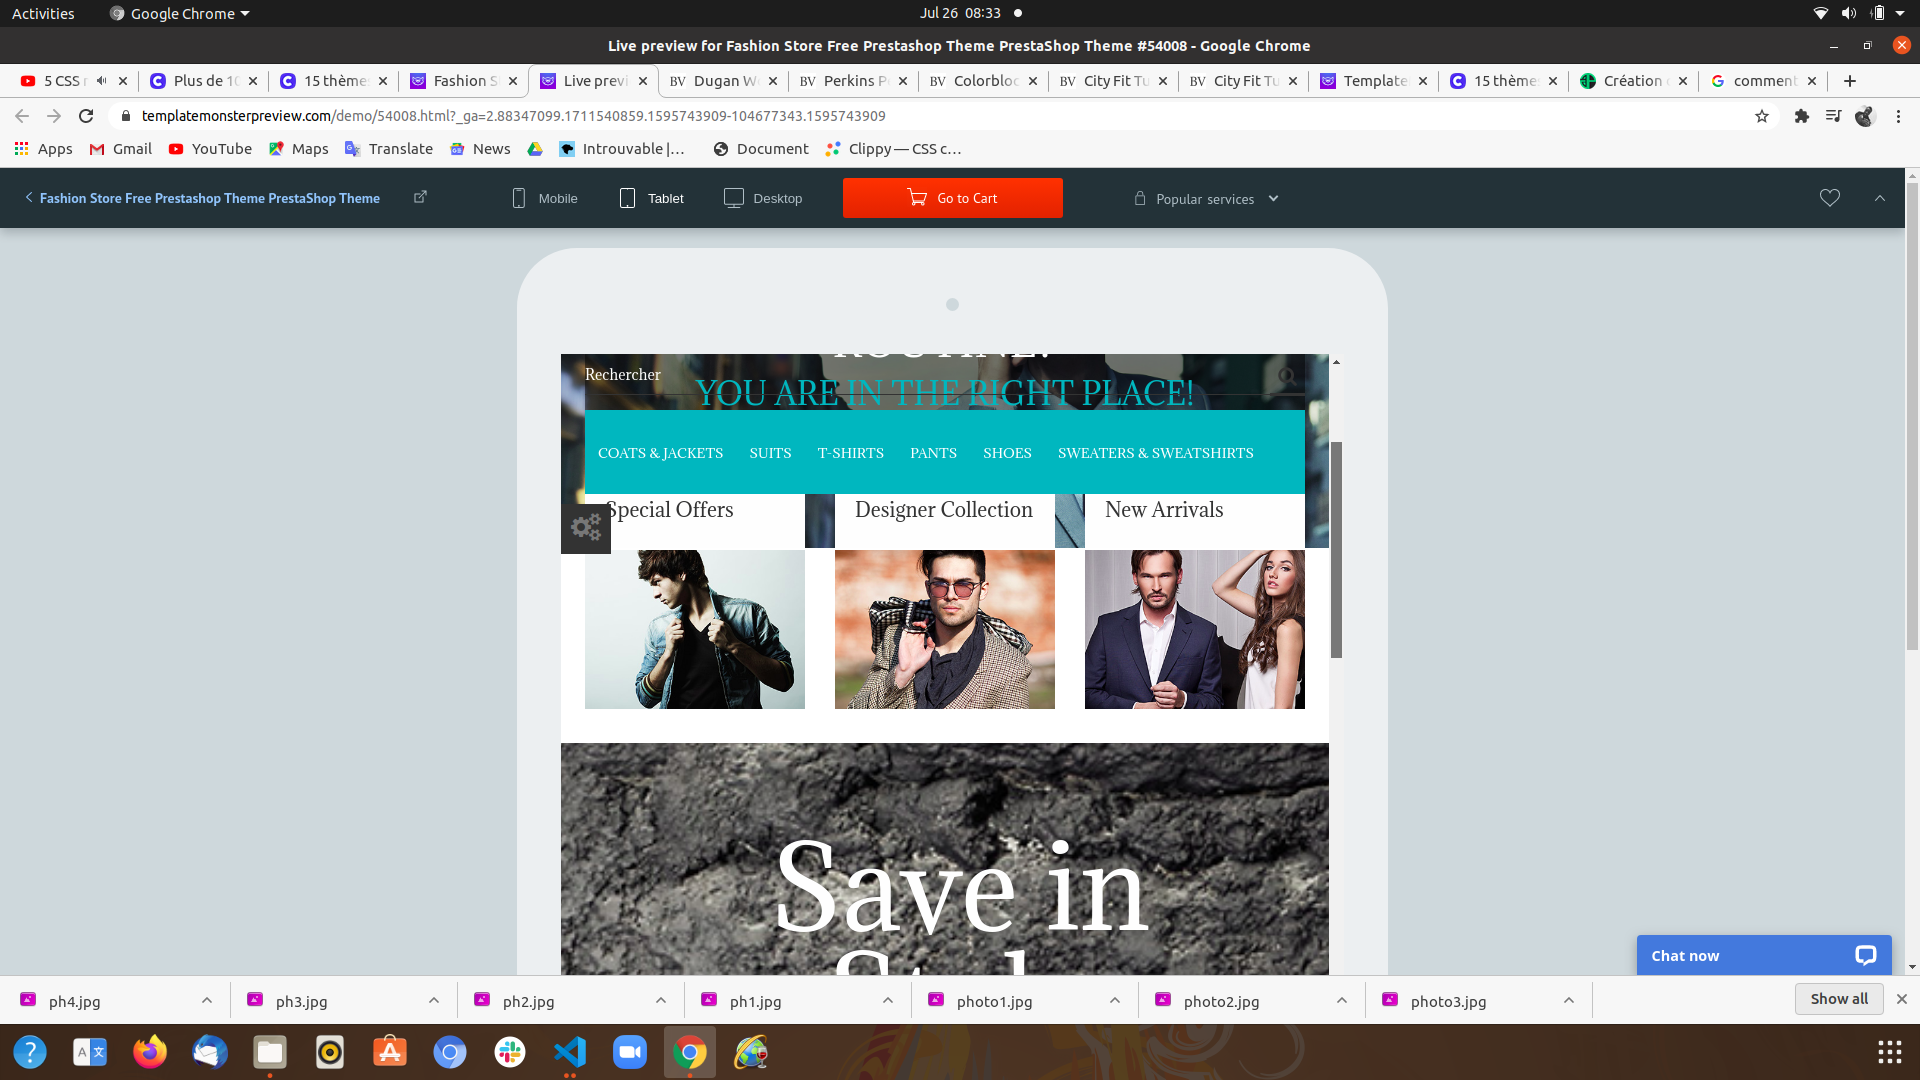 Activities
Google Chrome
Jul 26 08:33
Live preview for Fashion Store Free Prestashop Theme PrestaShop Theme #54008 - Google Chrome
5 CSS
Plus de 10
15 thème
Fashion S
Live previ
BV Dugan W
BV Perkins P
BV Colorbloc
BV City Fit Tu
BV City Fit Tu
Template
15 thème
Création
comment
templatemonsterpreview.com/demo/54008.html?_ga=2.88347099.1711540859.1595743909-104677343.1595743909
Apps
Gmail
YouTube
Maps
Translate
News
Introuvable |...
Document
Clippy — CSS c...
Fashion Store Free Prestashop Theme PrestaShop Theme
Mobile
Tablet
Desktop
Go to Cart
Popular services
ROUTINE?
Rechercher
YOU ARE IN THE RIGHT PLACE!
COATS & JACKETS
SUITS
T-SHIRTS
PANTS
SHOES
SWEATERS & SWEATSHIRTS
Special Offers
Designer Collection
New Arrivals
Save in
Chat now
ph4.jpg
ph3.jpg
ph2.jpg
ph1.jpg
photo1.jpg
photo2.jpg
photo3.jpg
Show all